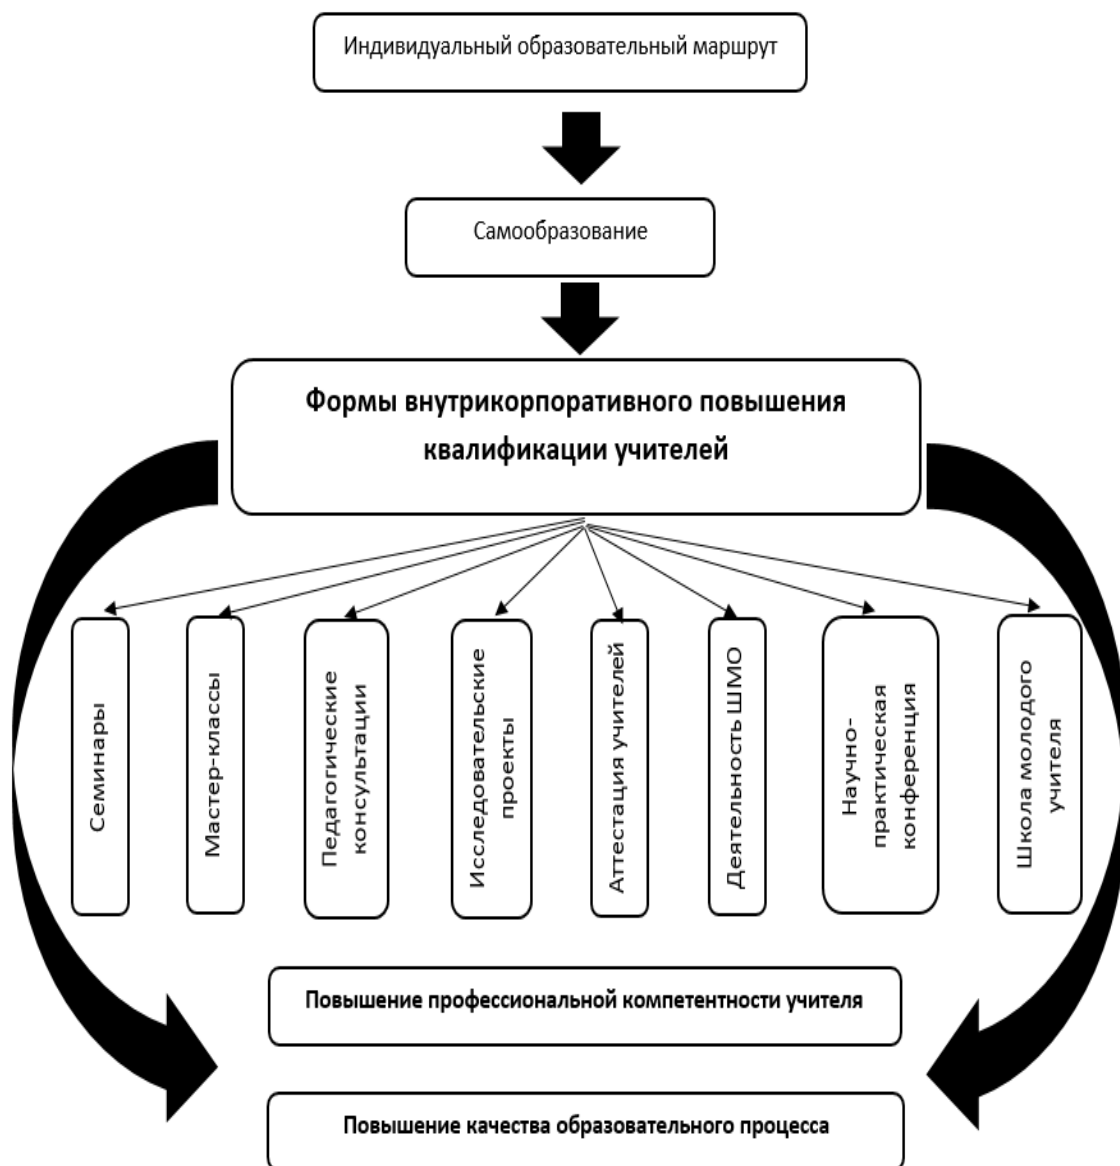 Индивидуальный образовательный маршрут
Самообразование
Формы внутрикорпоративного повышения
квалификации учителей
Семинары
Мастер-классы
Педагогические
консультации
Исследовательские
проекты
Аттестация учителей
Деятельность ШМО
Научно-
практическая
конференция
Школа молодого
учителя
Повышение профессиональной компетентности учителя
Повышение качества образовательного процесса